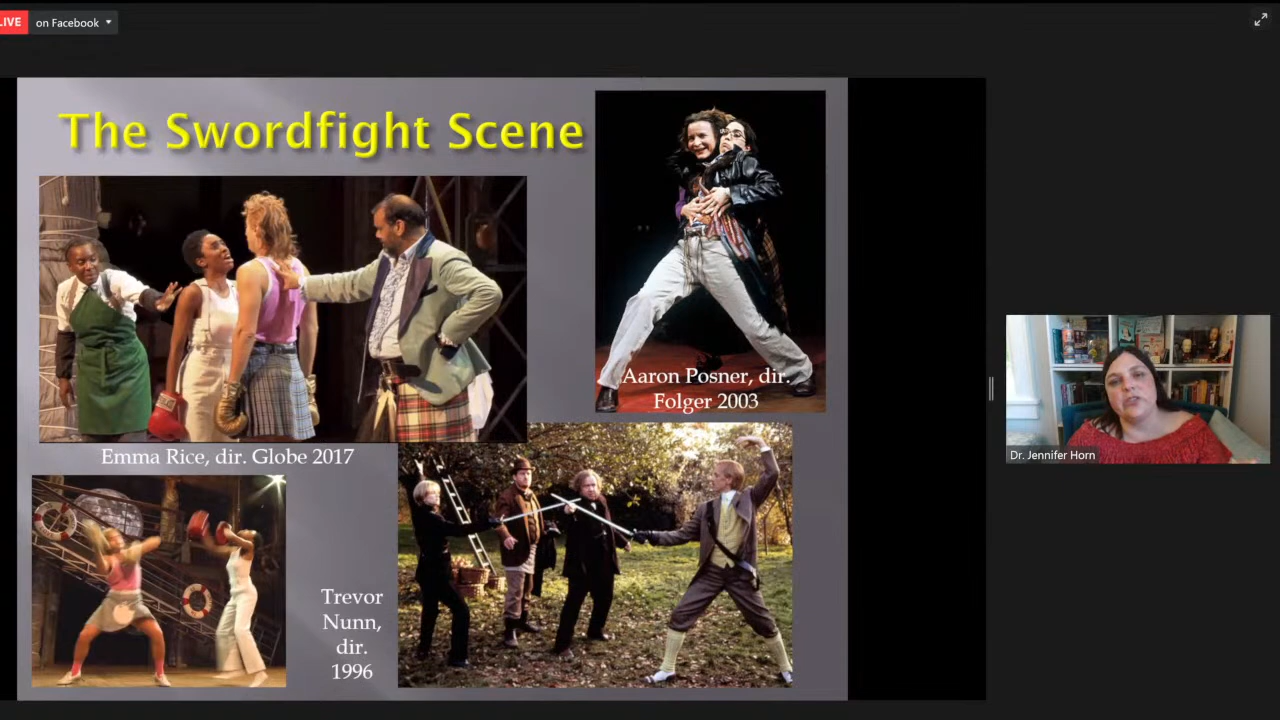 LIVE on Facebook
The Swordfight Scene
Aaron Posner, dir.
Folger 2003
Emma Rice, dir. Globe 2017
Trevor
Nunn,
dir.
1996
Dr. Jennifer Horn